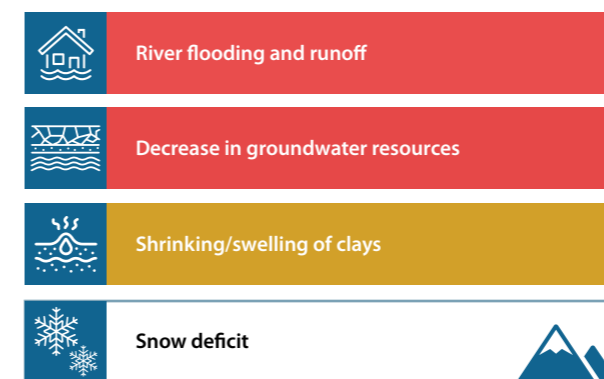 River flooding and runoff
Decrease in groundwater resources
Shrinking/swelling of clays
Snow deficit